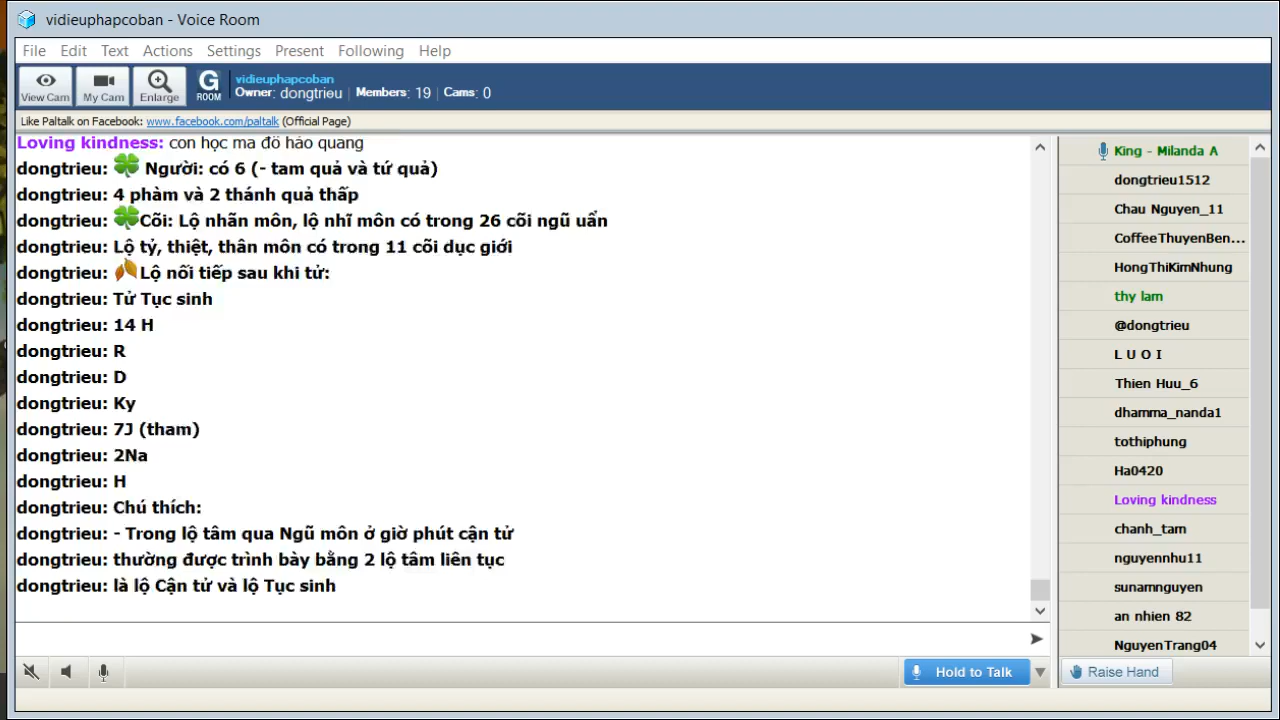 vidieuphapcoban - Voice Room
File Edit Text Actions Settings Present Following Help
View Cam
My Cam
Enlarge
G ROOM
vidieuphapcoban
Owner: dongtrieu | Members: 19 | Cams: 0
Like Paltalk on Facebook: www.facebook.com/paltalk (Official Page)
Loving kindness: con học ma đồ hảo quang
dongtrieu: Người: có 6 (- tam quả và tứ quả)
dongtrieu: 4 phàm và 2 thánh quả thấp
dongtrieu: Cõi: Lộ nhãn môn, lộ nhĩ môn có trong 26 cõi ngũ uẩn
dongtrieu: Lộ tỷ, thiệt, thân môn có trong 11 cõi dục giới
dongtrieu: Lộ nối tiếp sau khi tử:
dongtrieu: Tử Tục sinh
dongtrieu: 14 H
dongtrieu: R
dongtrieu: D
dongtrieu: Ky
dongtrieu: 7J (tham)
dongtrieu: 2Na
dongtrieu: H
dongtrieu: Chú thích:
dongtrieu: - Trong lộ tâm qua Ngũ môn ở giờ phút cận tử
dongtrieu: thường được trình bày bằng 2 lộ tâm liên tục
dongtrieu: là lộ Cận tử và lộ Tục sinh
Hold to Talk
King - Milanda A
dongtrieu1512
Chau Nguyen_11
CoffeeThuyenBen...
HongThiKimNhung
thy lam
@dongtrieu
L U O I
Thien Huu_6
dhamma_nanda1
tothiphung
Ha0420
Loving kindness
chanh_tam
nguyennhu11
sunamnguyen
an nhien 82
NguyenTrang04
Raise Hand